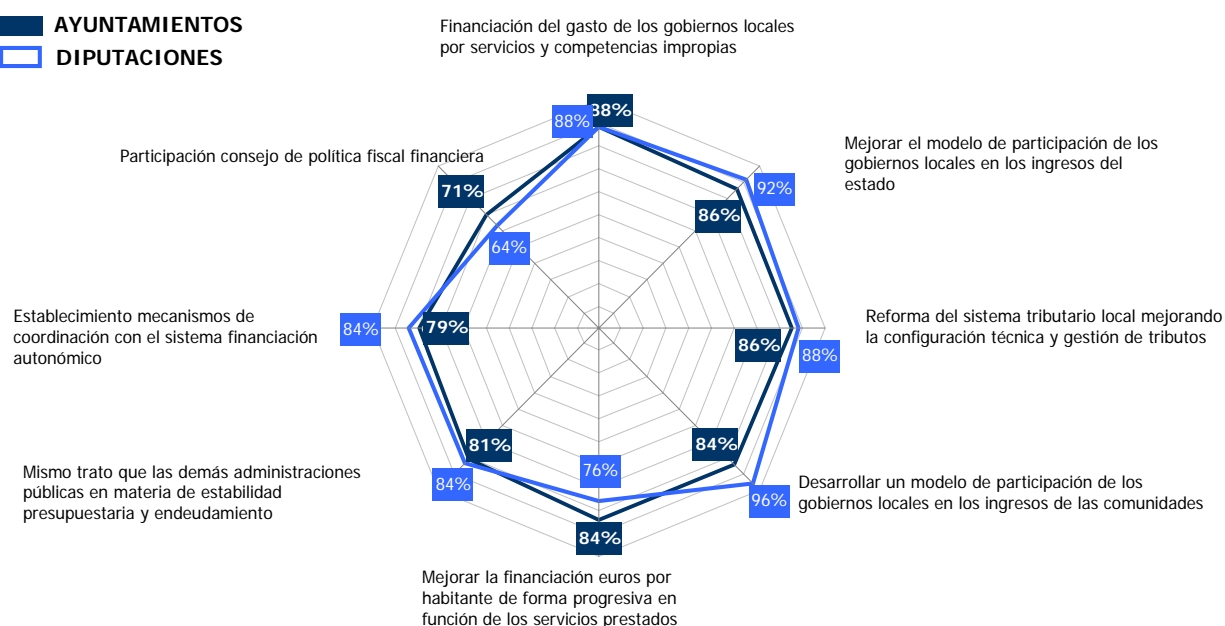 AYUNTAMIENTOS
DIPUTACIONES
Financiación del gasto de los gobiernos locales
por servicios y competencias impropias
88%
88%
Participación consejo de política fiscal financiera
71%
64%
Mejorar el modelo de participación de los
gobiernos locales en los ingresos del
estado
92%
86%
Establecimiento mecanismos de
coordinación con el sistema financiación
autonómico
84%
79%
Reforma del sistema tributario local mejorando
la configuración técnica y gestión de tributos
86%
88%
Mismo trato que las demás administraciones
públicas en materia de estabilidad
presupuestaria y endeudamiento
81%
84%
76%
84%
Mejorar la financiación euros por
habitante de forma progresiva en
función de los servicios prestados
84%
96%
Desarrollar un modelo de participación de los
gobiernos locales en los ingresos de las comunidades